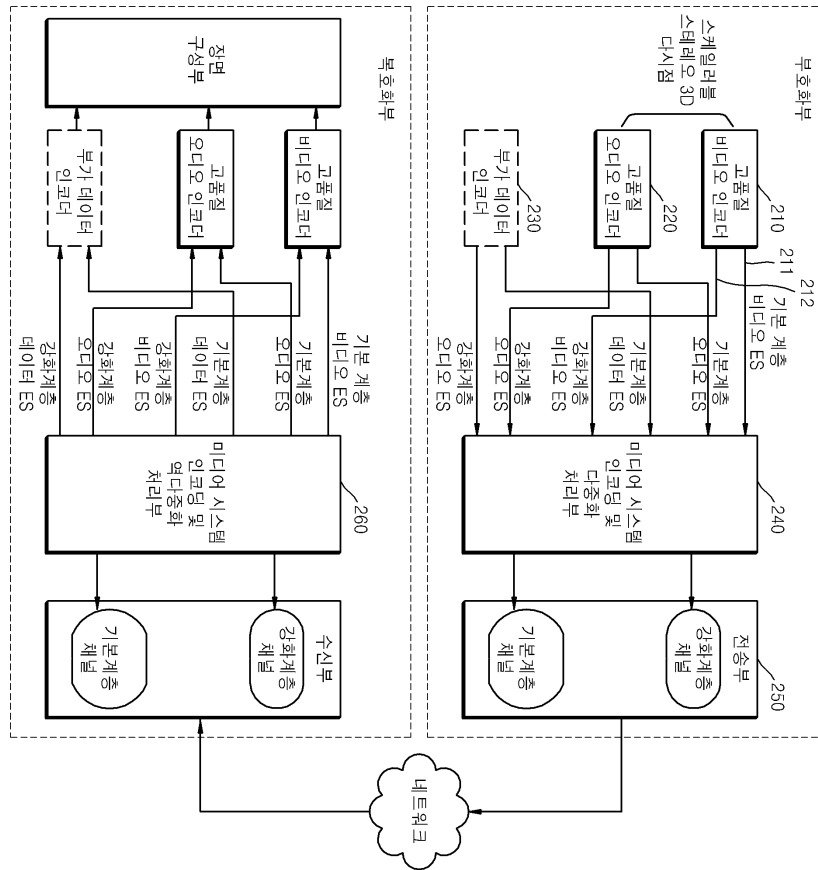 부호화부
스케일러블
스테레오 3D
다시점
210
고품질
비디오 인코더
220
고품질
오디오 인코더
230
부가 데이터
인코더
211
212
기본 계층
비디오 ES
기본계층
오디오 ES
기본계층
데이터 ES
강화계층
비디오 ES
강화계층
오디오 ES
강화계층
오디오 ES
240
미디어 시스템
인코딩 및
다중화
처리부
250
전송부
강화계층
채널
기본계층
채널
네트워크
복호화부
장면
구성부
고품질
비디오 인코더
고품질
오디오 인코더
부가 데이터
인코더
기본 계층
비디오 ES
기본계층
오디오 ES
기본계층
데이터 ES
강화계층
비디오 ES
강화계층
오디오 ES
강화계층
데이터 ES
260
미디어 시스템
인코딩 및
역다중화
처리부
수신부
강화계층
채널
기본계층
채널